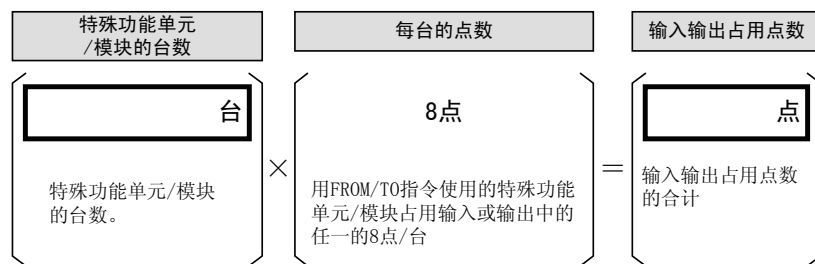 特殊功能单元
/模块的台数
每台的点数
输入输出占用点数
台
8点
点
×
=
特殊功能单元/模块
的台数。
用FROM/TO指令使用的特殊功能
单元/模块占用输入或输出中的
任一的8点/台
输入输出占用点数
的合计